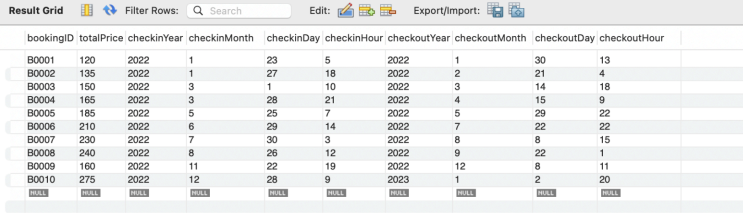 Result Grid Filter Rows: Search Edit: Export/Import:
bookingID totalPrice checkinYear checkinMonth checkinDay checkinHour checkoutYear checkoutMonth checkoutDay checkoutHour
B0001 120 2022 1 23 5 2022 1 30 13
B0002 135 2022 1 27 18 2022 2 21 4
B0003 150 2022 3 1 10 2022 3 14 18
B0004 165 2022 3 28 21 2022 4 15 9
B0005 185 2022 5 25 7 2022 5 29 22
B0006 210 2022 6 29 14 2022 7 22 22
B0007 230 2022 7 30 3 2022 8 8 15
B0008 240 2022 8 26 12 2022 9 22 1
B0009 160 2022 11 22 19 2022 12 8 11
B0010 275 2022 12 28 9 2023 1 2 20
NULL NULL NULL NULL NULL NULL NULL NULL NULL NULL